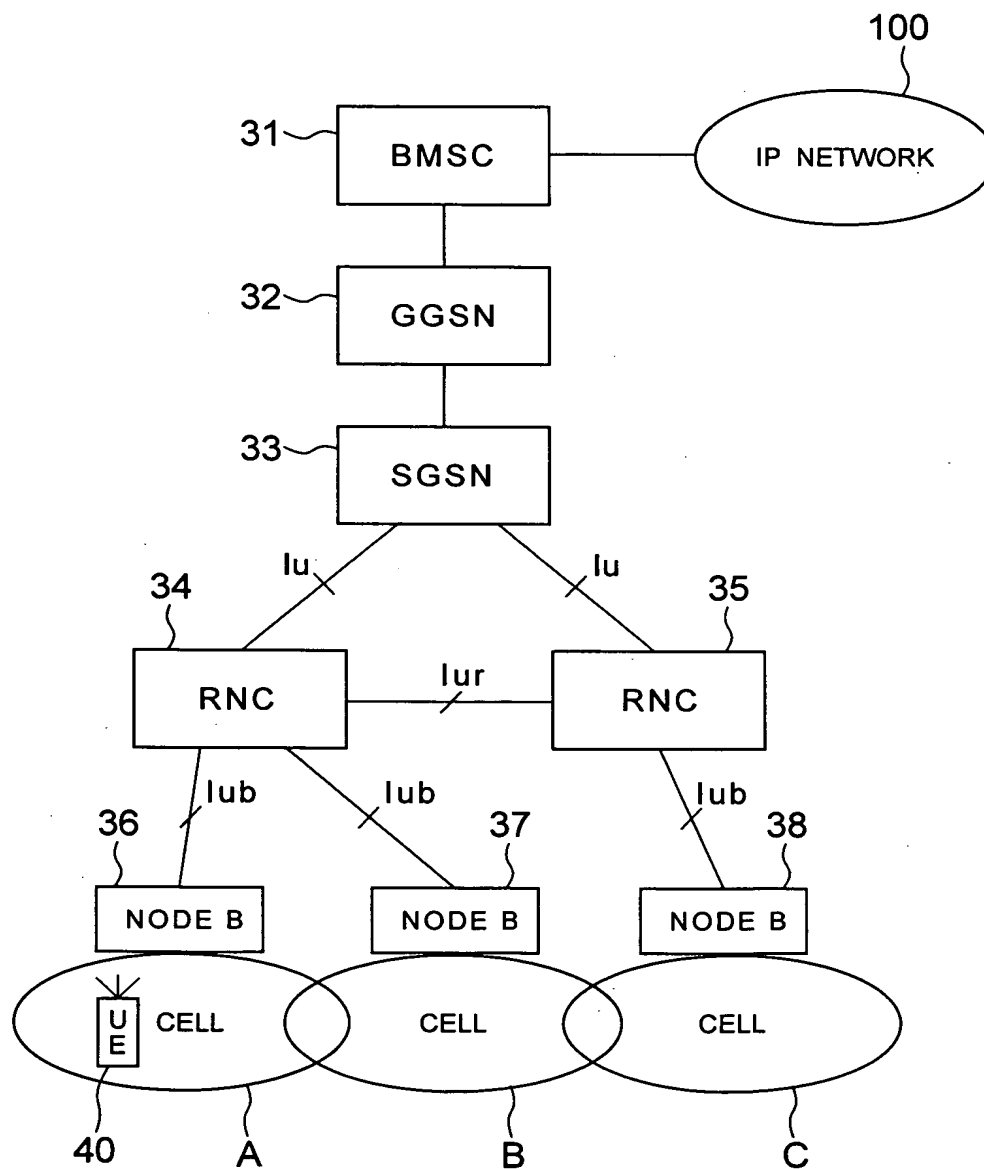 100
31
BMSC
IP NETWORK
32
GGSN
33
SGSN
Iu
Iu
34
35
RNC
Iur
RNC
Iub
Iub
Iub
36
37
38
NODE B
NODE B
NODE B
UE
CELL
CELL
CELL
40
A
B
C